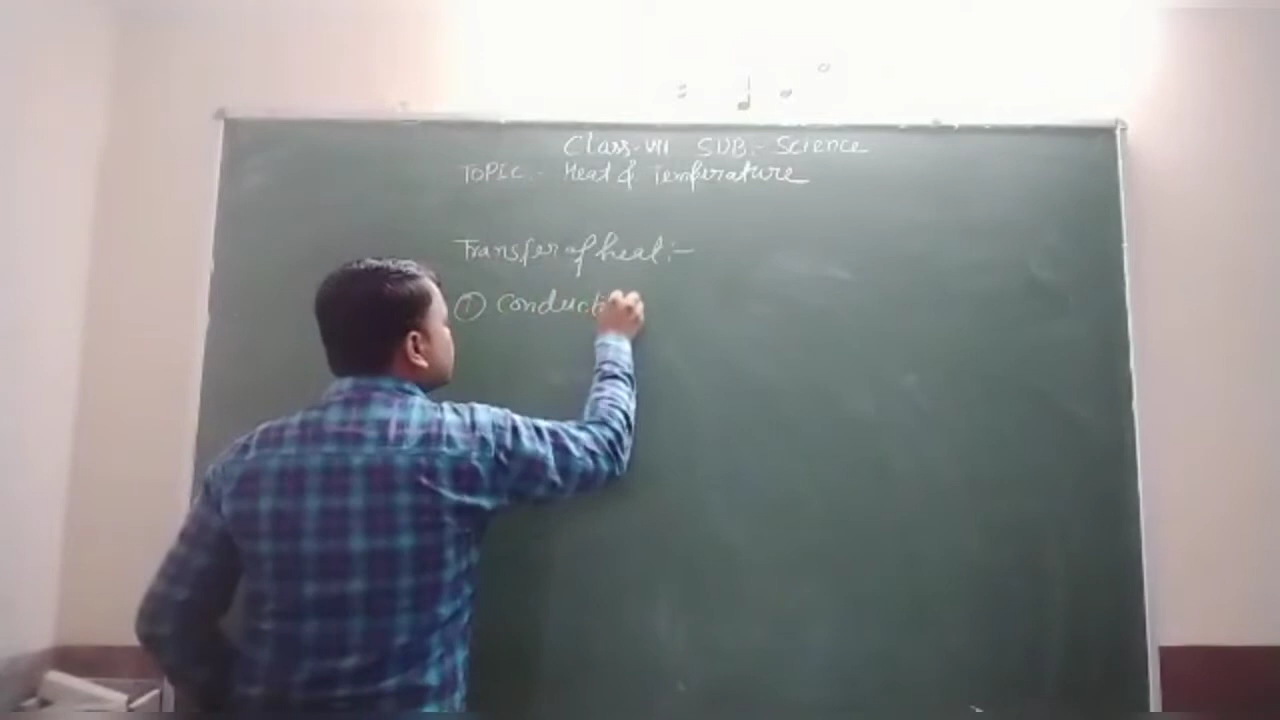 Class-VII SUB:- Science
TOPIC:- Heat & Temperature
Transfer of heat:-
① Conduct